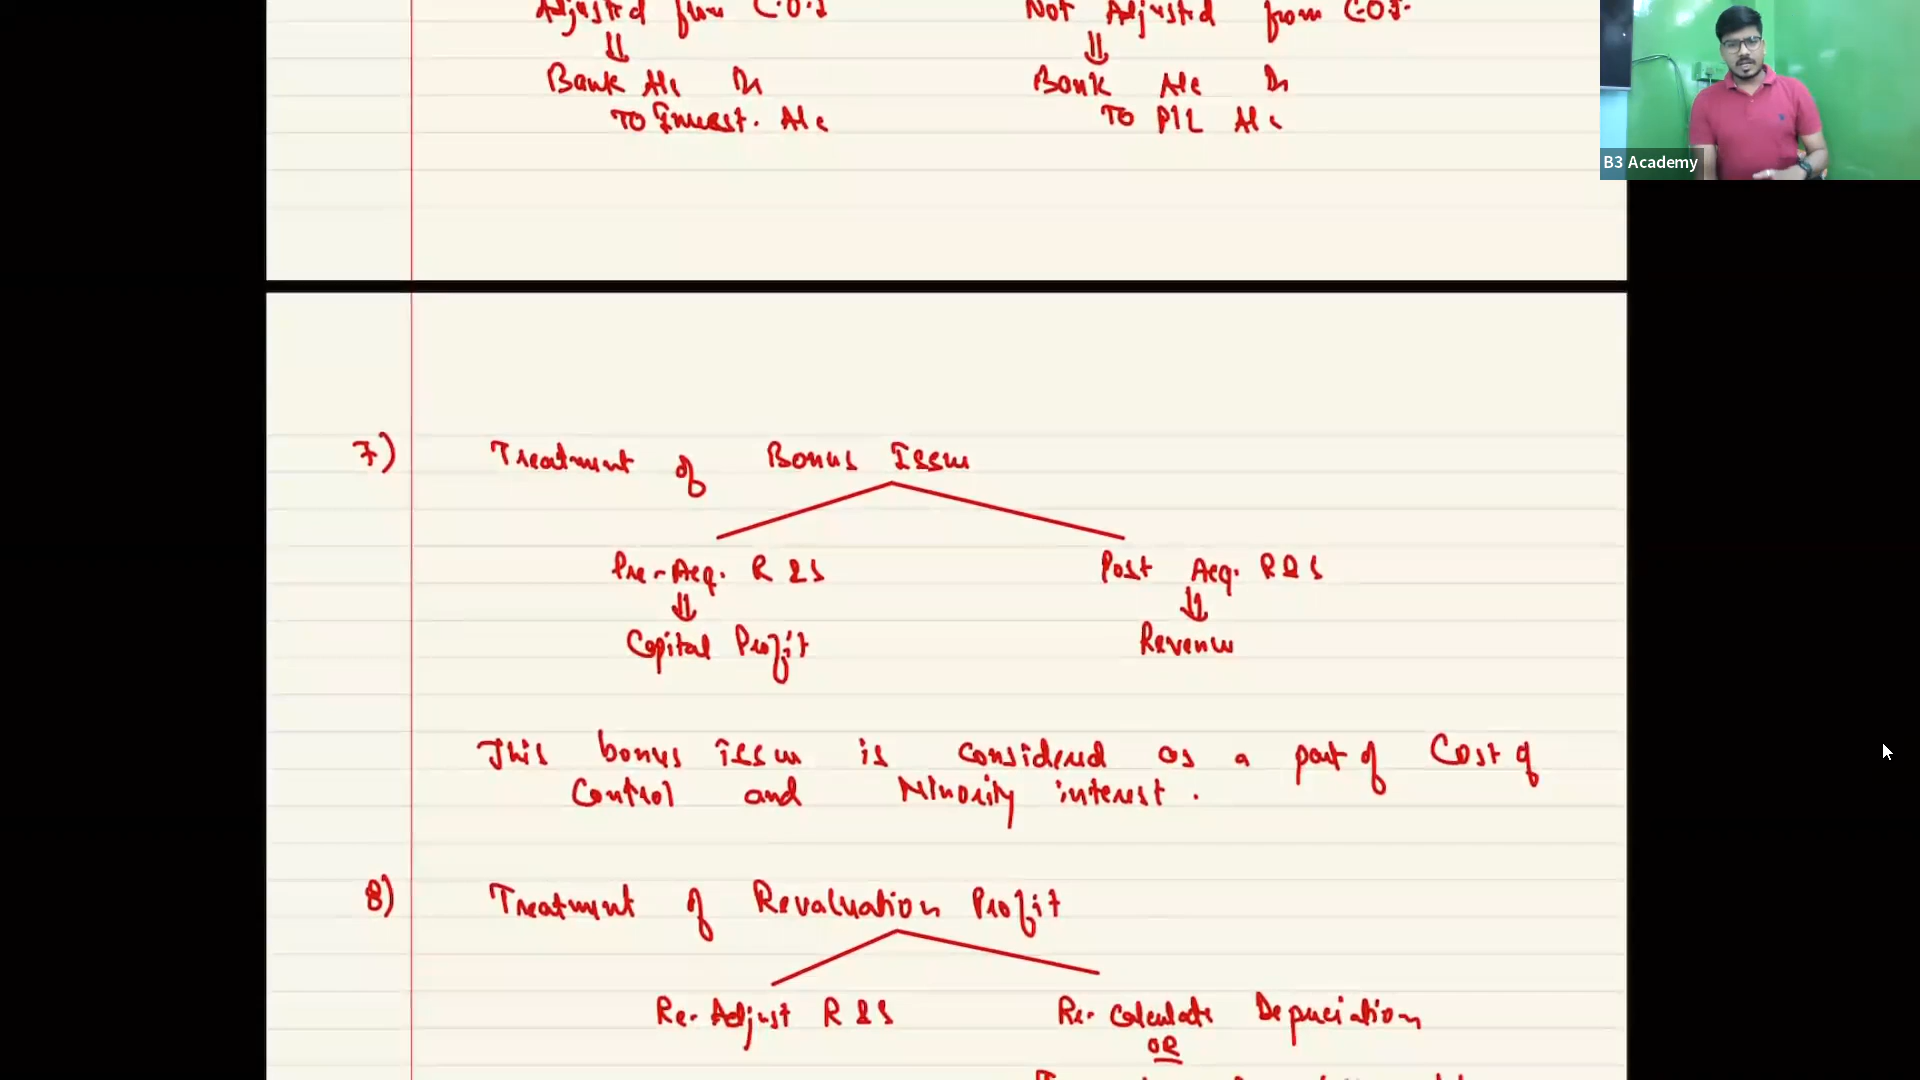 Adjusted from C.O.I Not Adjusted from C.O.I.
⇓ ⇓
Bank A/c Dr Bank A/c Dr
To Invest. A/c To P/L A/c
B3 Academy
7) Treatment of Bonus Issue
Pre-Acq. R & S Post Acq. R & S
⇓ ⇓
Capital Profit Revenue
This bonus issue is considered as a part of Cost of
Control and Minority interest.
8) Treatment of Revaluation Profit
Re-Adjust R & S Re-Calculate Depreciation
OR